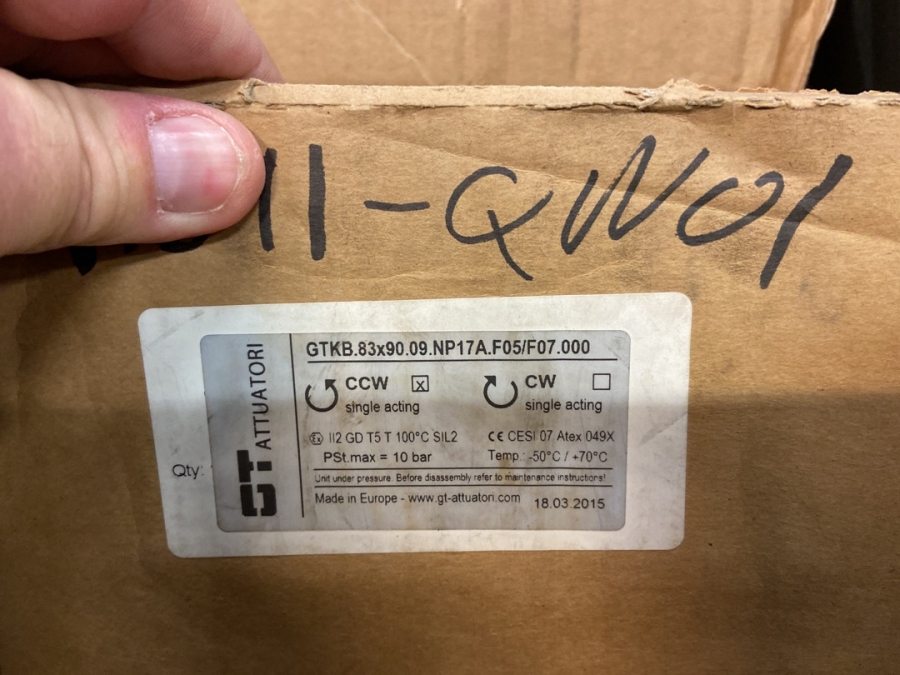 11-QW01
GTKB.83x90.09.NP17A.F05/F07.000
CCW x
single acting
CW
single acting
II2 GD T5 T 100°C SIL2
CE CESI 07 Atex 049X
PSt.max = 10 bar
Temp.: -50°C / +70°C
Unit under pressure. Before disassembly refer to maintenance instructions!
Made in Europe - www.gt-attuatori.com
18.03.2015
GT ATTUATORI
Qty: